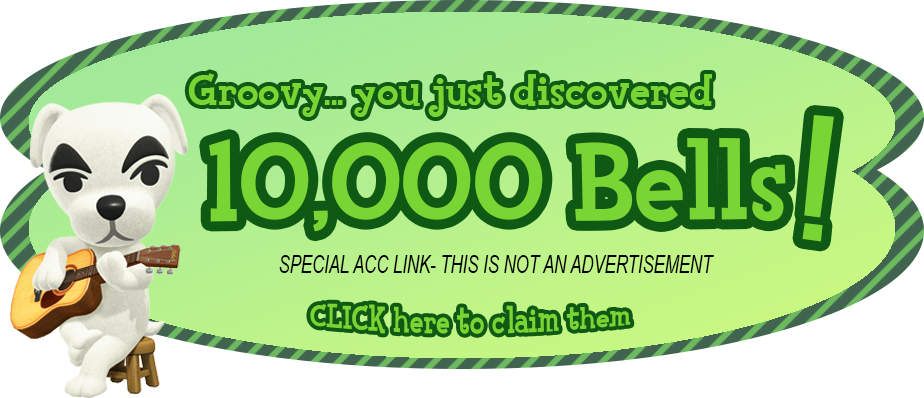 Groovy... you just discovered
10,000 Bells!
SPECIAL ACC LINK- THIS IS NOT AN ADVERTISEMENT
CLICK here to claim them